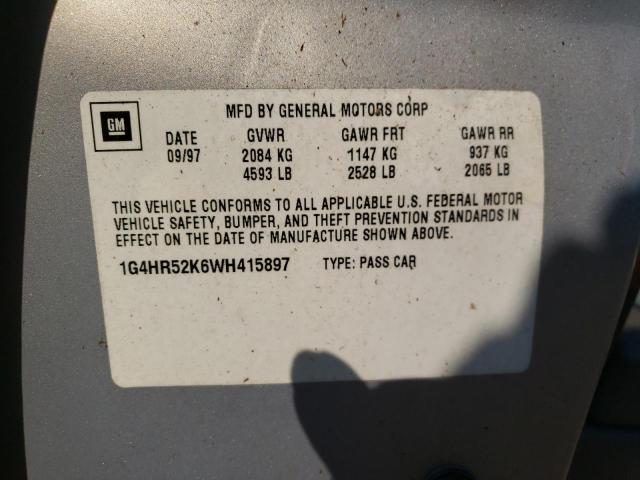 GM
MFD BY GENERAL MOTORS CORP
DATE GVWR GAWR FRT GAWR RR
09/97 2084 KG 1147 KG 937 KG
4593 LB 2528 LB 2065 LB
THIS VEHICLE CONFORMS TO ALL APPLICABLE U.S. FEDERAL MOTOR
VEHICLE SAFETY, BUMPER, AND THEFT PREVENTION STANDARDS IN
EFFECT ON THE DATE OF MANUFACTURE SHOWN ABOVE.
1G4HR52K6WH415897 TYPE: PASS CAR